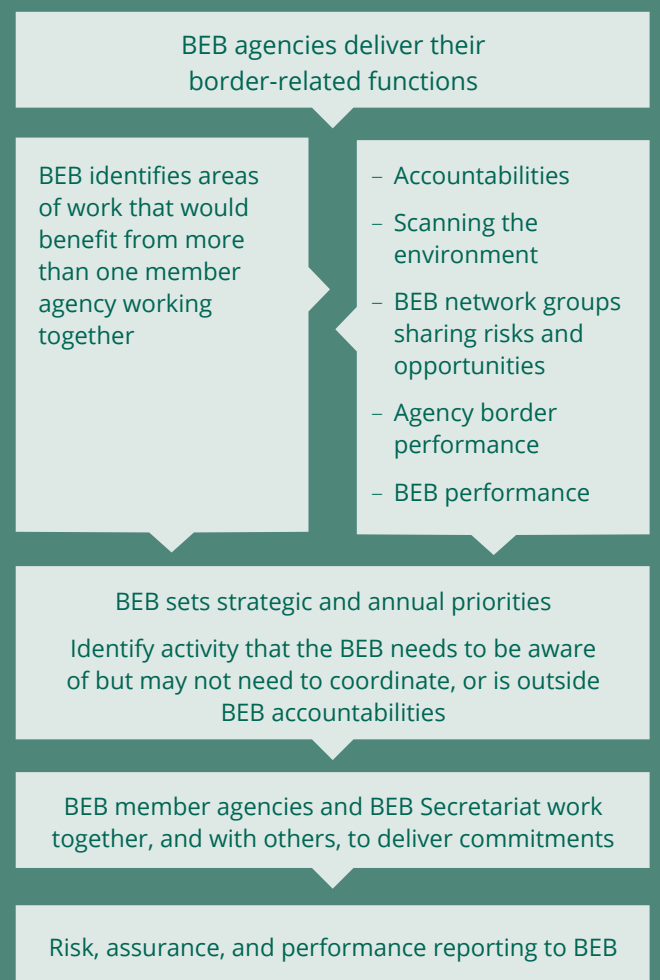 BEB agencies deliver their
border-related functions
BEB identifies areas
of work that would
benefit from more
than one member
agency working
together
– Accountabilities
– Scanning the
environment
– BEB network groups
sharing risks and
opportunities
– Agency border
performance
– BEB performance
BEB sets strategic and annual priorities
Identify activity that the BEB needs to be aware
of but may not need to coordinate, or is outside
BEB accountabilities
BEB member agencies and BEB Secretariat work
together, and with others, to deliver commitments
Risk, assurance, and performance reporting to BEB